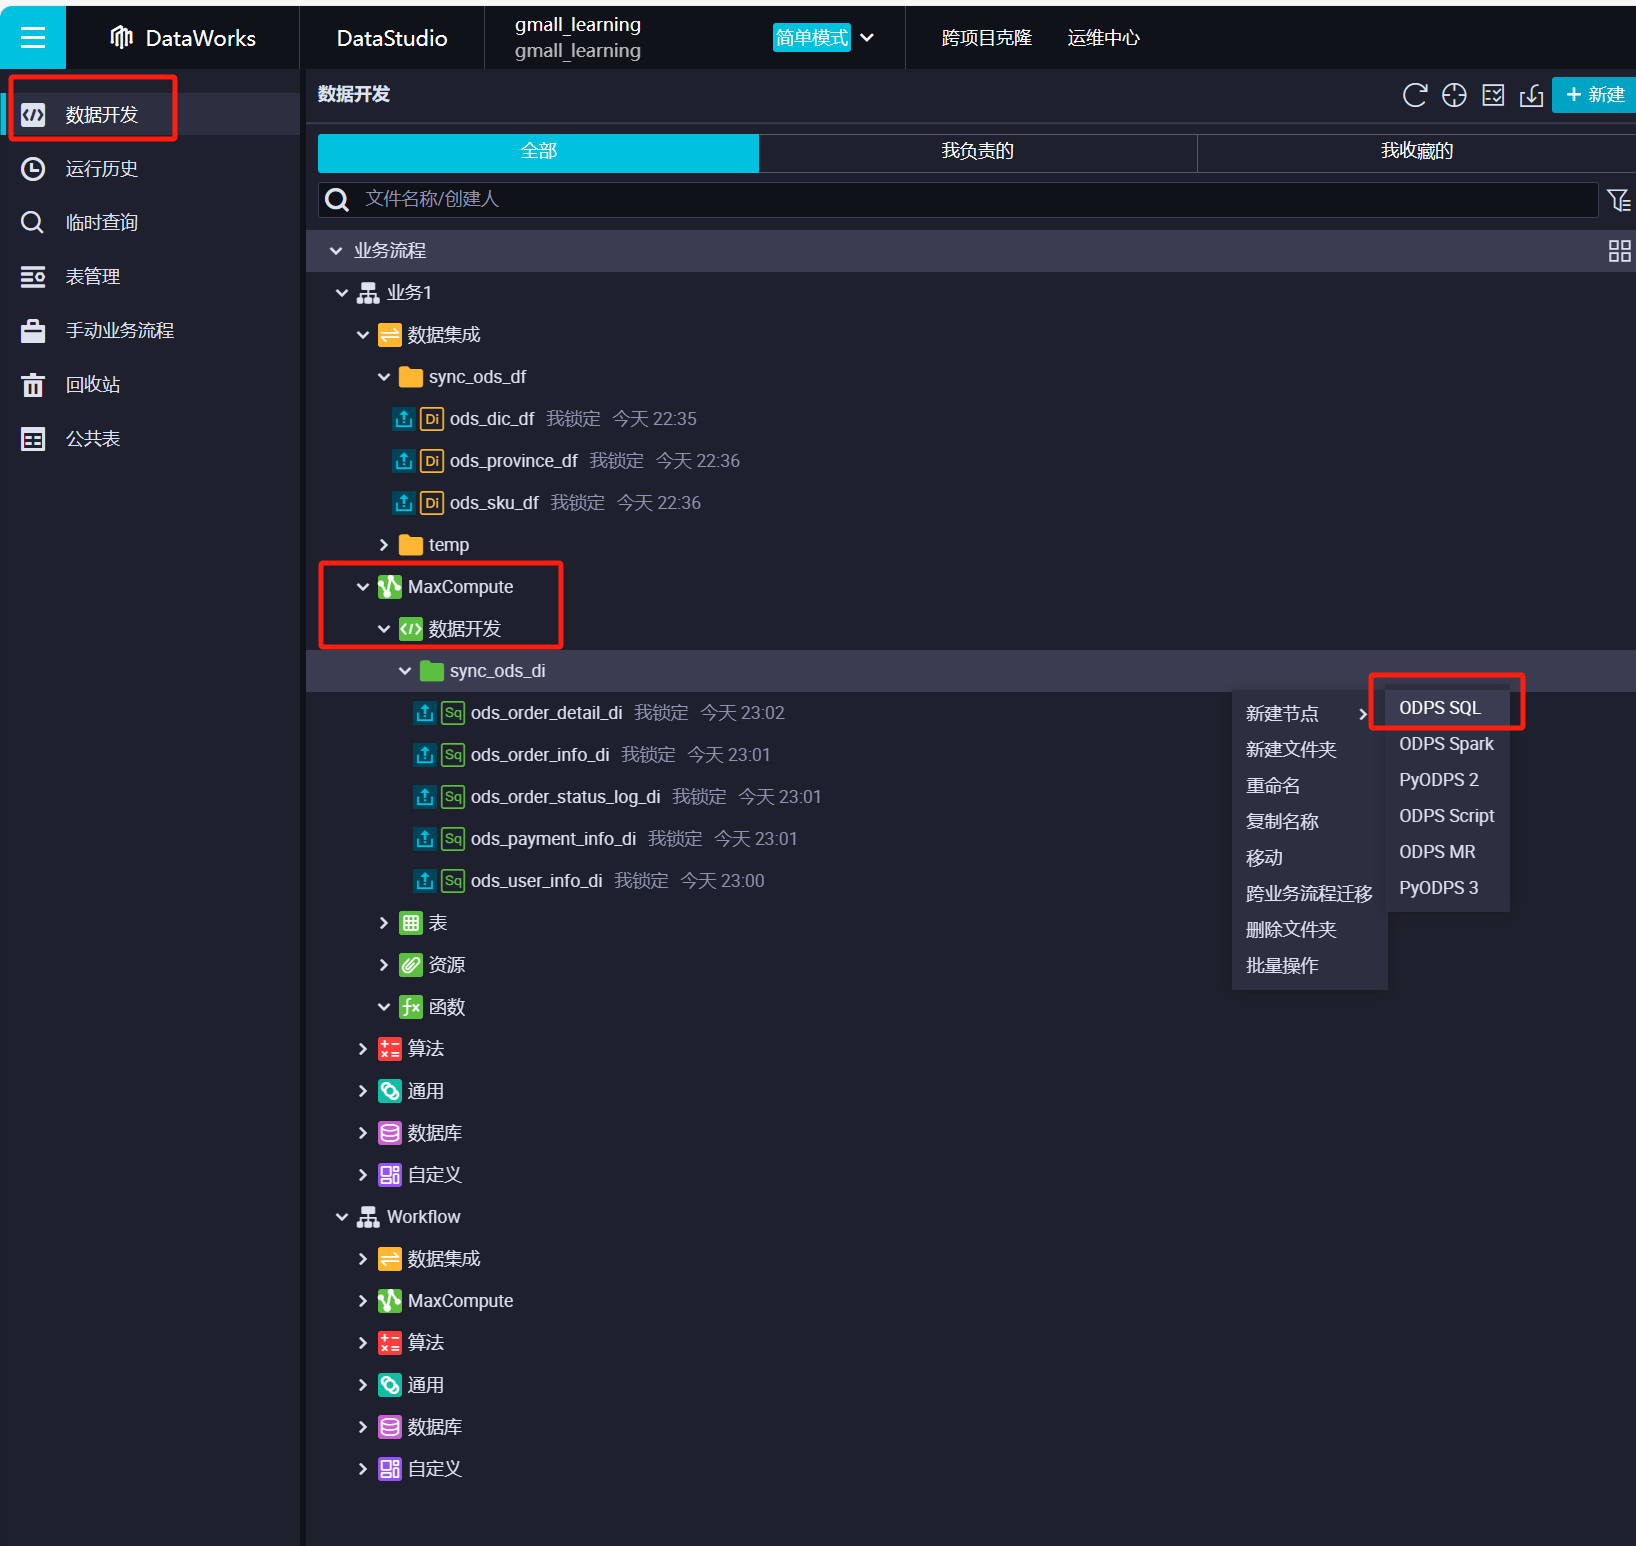 DataWorks
DataStudio
gmall_learning
gmall_learning
简单模式
跨项目克隆
运维中心
数据开发
运行历史
临时查询
表管理
手动业务流程
回收站
公共表
数据开发
+ 新建
全部
我负责的
我收藏的
文件名称/创建人
业务流程
业务1
数据集成
sync_ods_df
Di ods_dic_df 我锁定 今天 22:35
Di ods_province_df 我锁定 今天 22:36
Di ods_sku_df 我锁定 今天 22:36
temp
MaxCompute
数据开发
sync_ods_di
Sq ods_order_detail_di 我锁定 今天 23:02
Sq ods_order_info_di 我锁定 今天 23:01
Sq ods_order_status_log_di 我锁定 今天 23:01
Sq ods_payment_info_di 我锁定 今天 23:01
Sq ods_user_info_di 我锁定 今天 23:00
表
资源
fx 函数
算法
通用
数据库
自定义
Workflow
数据集成
MaxCompute
算法
通用
数据库
自定义
新建节点
新建文件夹
重命名
复制名称
移动
跨业务流程迁移
删除文件夹
批量操作
ODPS SQL
ODPS Spark
PyODPS 2
ODPS Script
ODPS MR
PyODPS 3